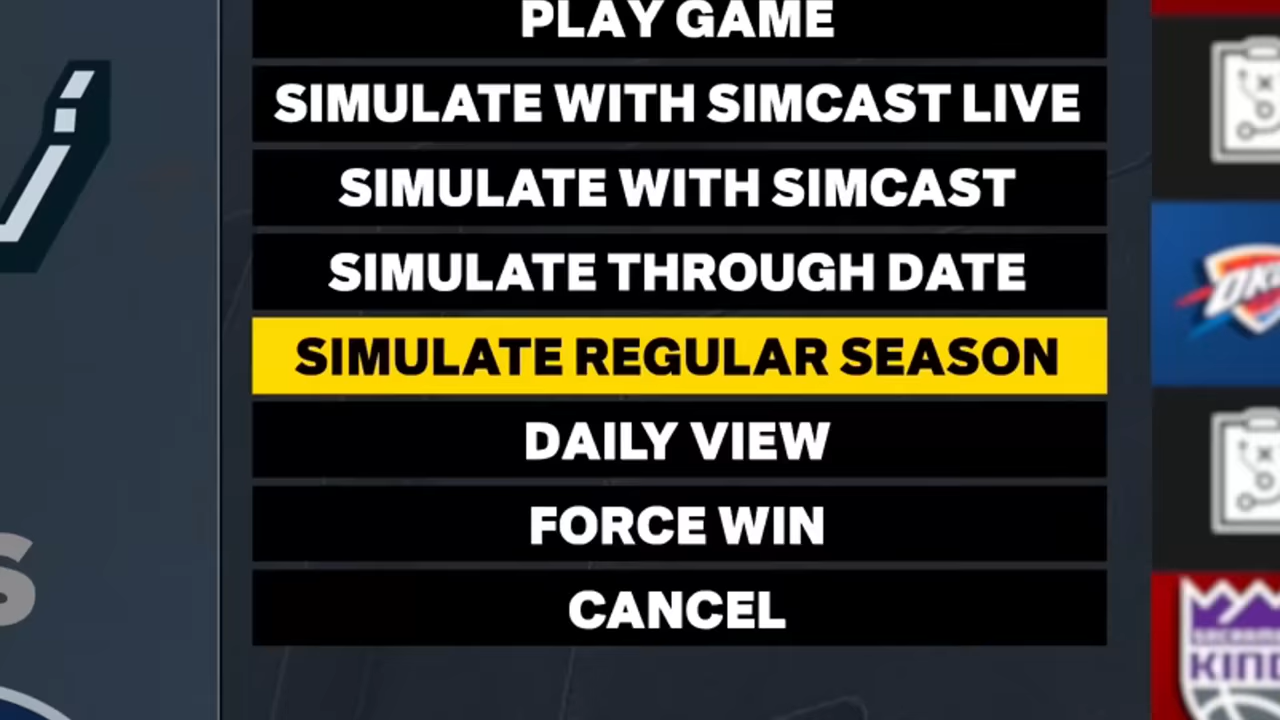 PLAY GAME
SIMULATE WITH SIMCAST LIVE
SIMULATE WITH SIMCAST
SIMULATE THROUGH DATE
SIMULATE REGULAR SEASON
DAILY VIEW
FORCE WIN
CANCEL